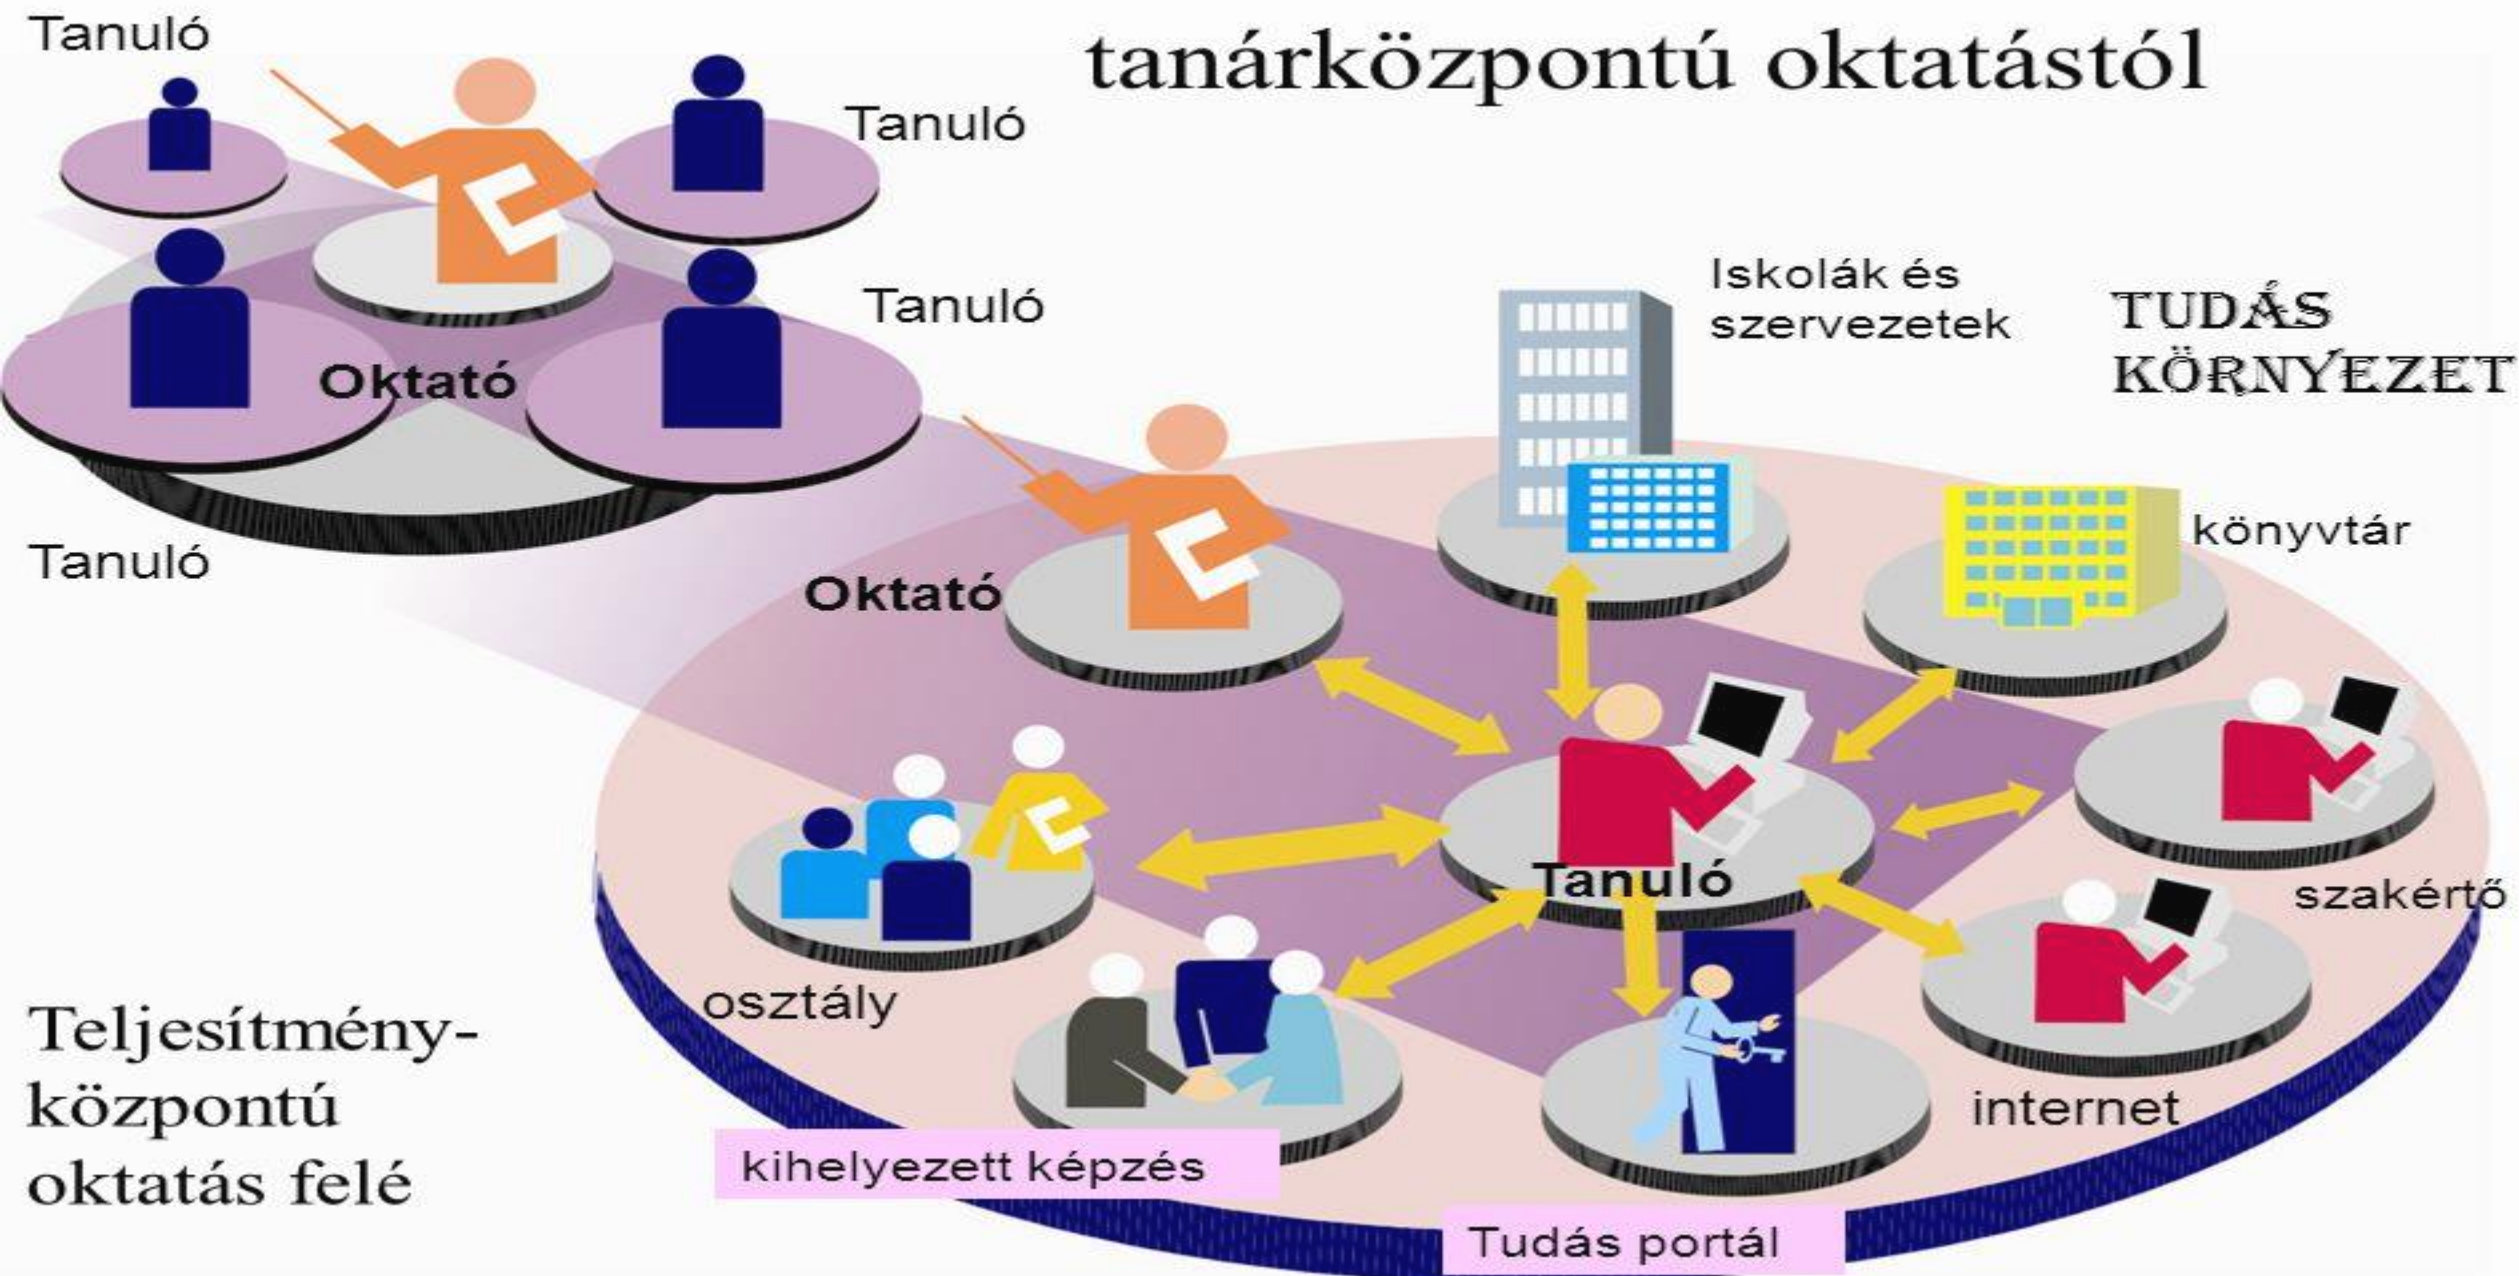 Tanuló
tanárközpontú oktatástól
Tanuló
Tanuló
Oktató
Tanuló
Iskolák és
szervezetek
TUDÁS
KÖRNYEZET
könyvtár
Oktató
Tanuló
szakértő
osztály
internet
kihelyezett képzés
Tudás portál
Teljesítmény-
központú
oktatás felé